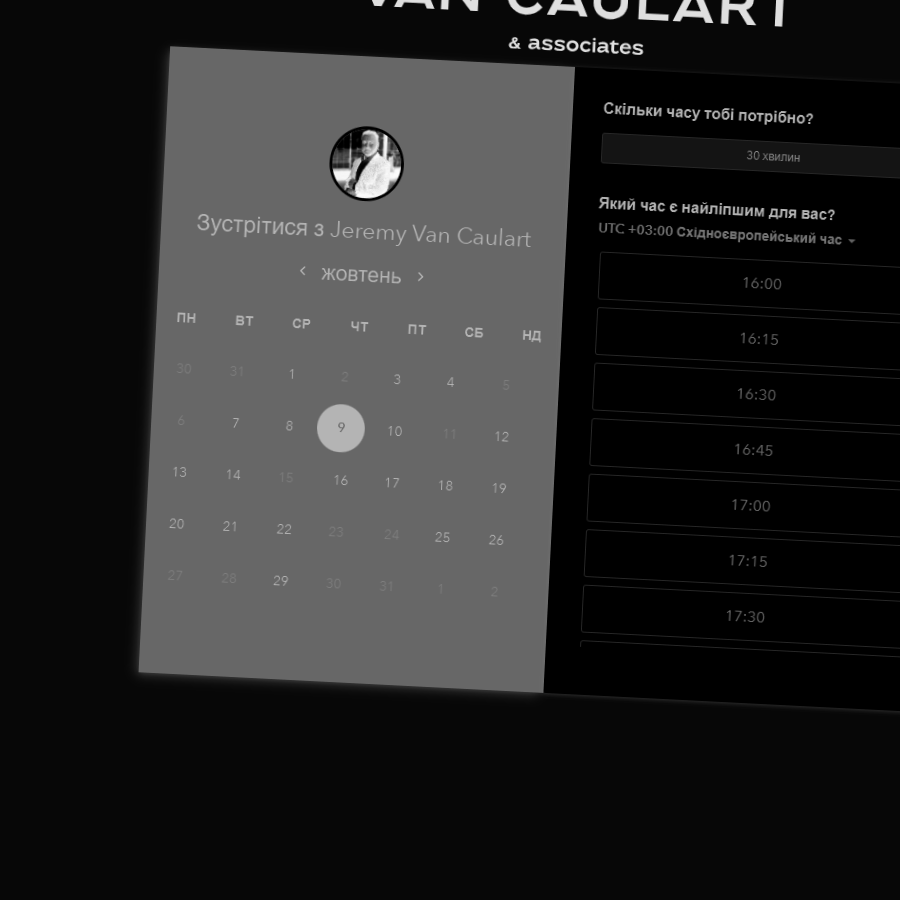 VAN CAULART
& associates
Зустрітися з Jeremy Van Caulart
жовтень
ПН ВТ СР ЧТ ПТ СБ НД
30 31 1 2 3 4 5
6 7 8 9 10 11 12
13 14 15 16 17 18 19
20 21 22 23 24 25 26
27 28 29 30 31 1 2
Скільки часу тобі потрібно?
30 хвилин
Який час є найліпшим для вас?
UTC +03:00 Східноєвропейський час
16:00
16:15
16:30
16:45
17:00
17:15
17:30